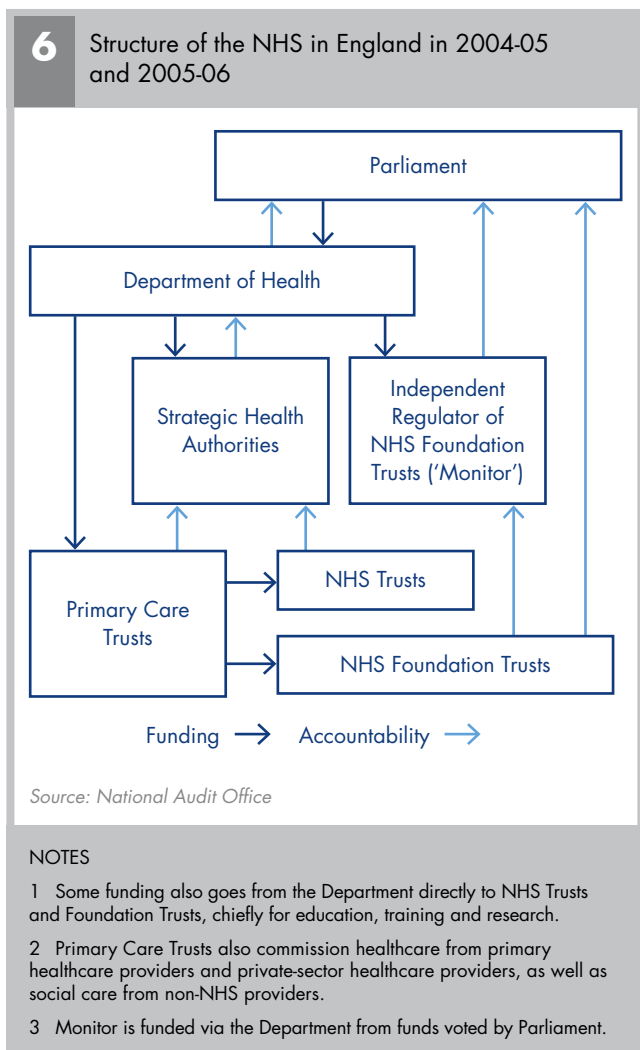 6
Structure of the NHS in England in 2004-05
and 2005-06
Parliament
Department of Health
Strategic Health
Authorities
Independent
Regulator of
NHS Foundation
Trusts (‘Monitor’)
Primary Care
Trusts
NHS Trusts
NHS Foundation Trusts
Funding
Accountability
Source: National Audit Office
NOTES
1 Some funding also goes from the Department directly to NHS Trusts
and Foundation Trusts, chiefly for education, training and research.
2 Primary Care Trusts also commission healthcare from primary
healthcare providers and private-sector healthcare providers, as well as
social care from non-NHS providers.
3 Monitor is funded via the Department from funds voted by Parliament.